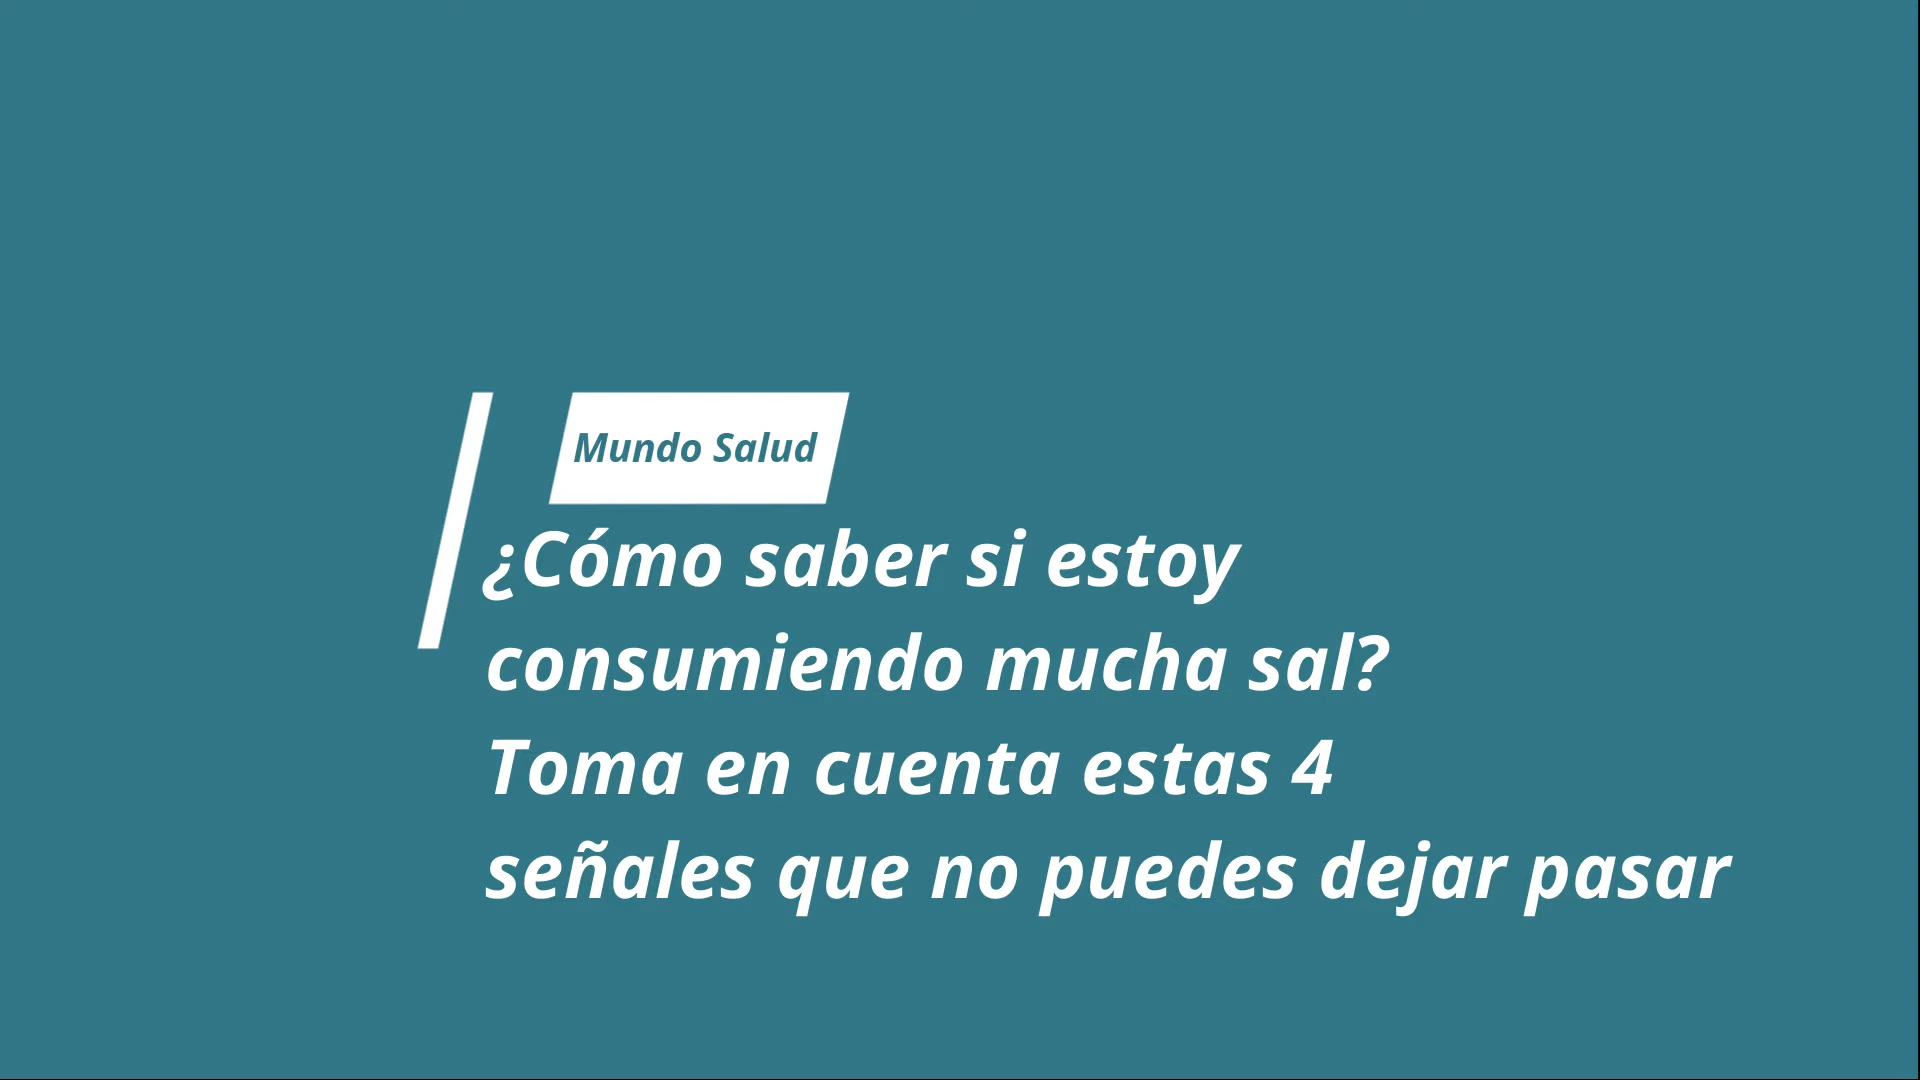 Mundo Salud
¿Cómo saber si estoy
consumiendo mucha sal?
Toma en cuenta estas 4
señales que no puedes dejar pasar